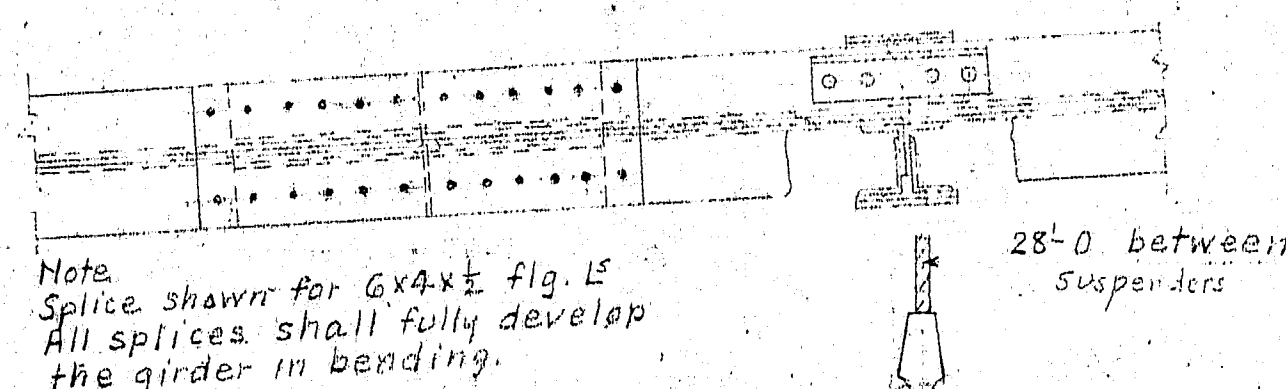 Note
Splice shown for 6x4x½ flg. Lˢ
All splices shall fully develop
the girder in bending.
28'-0 between
suspenders